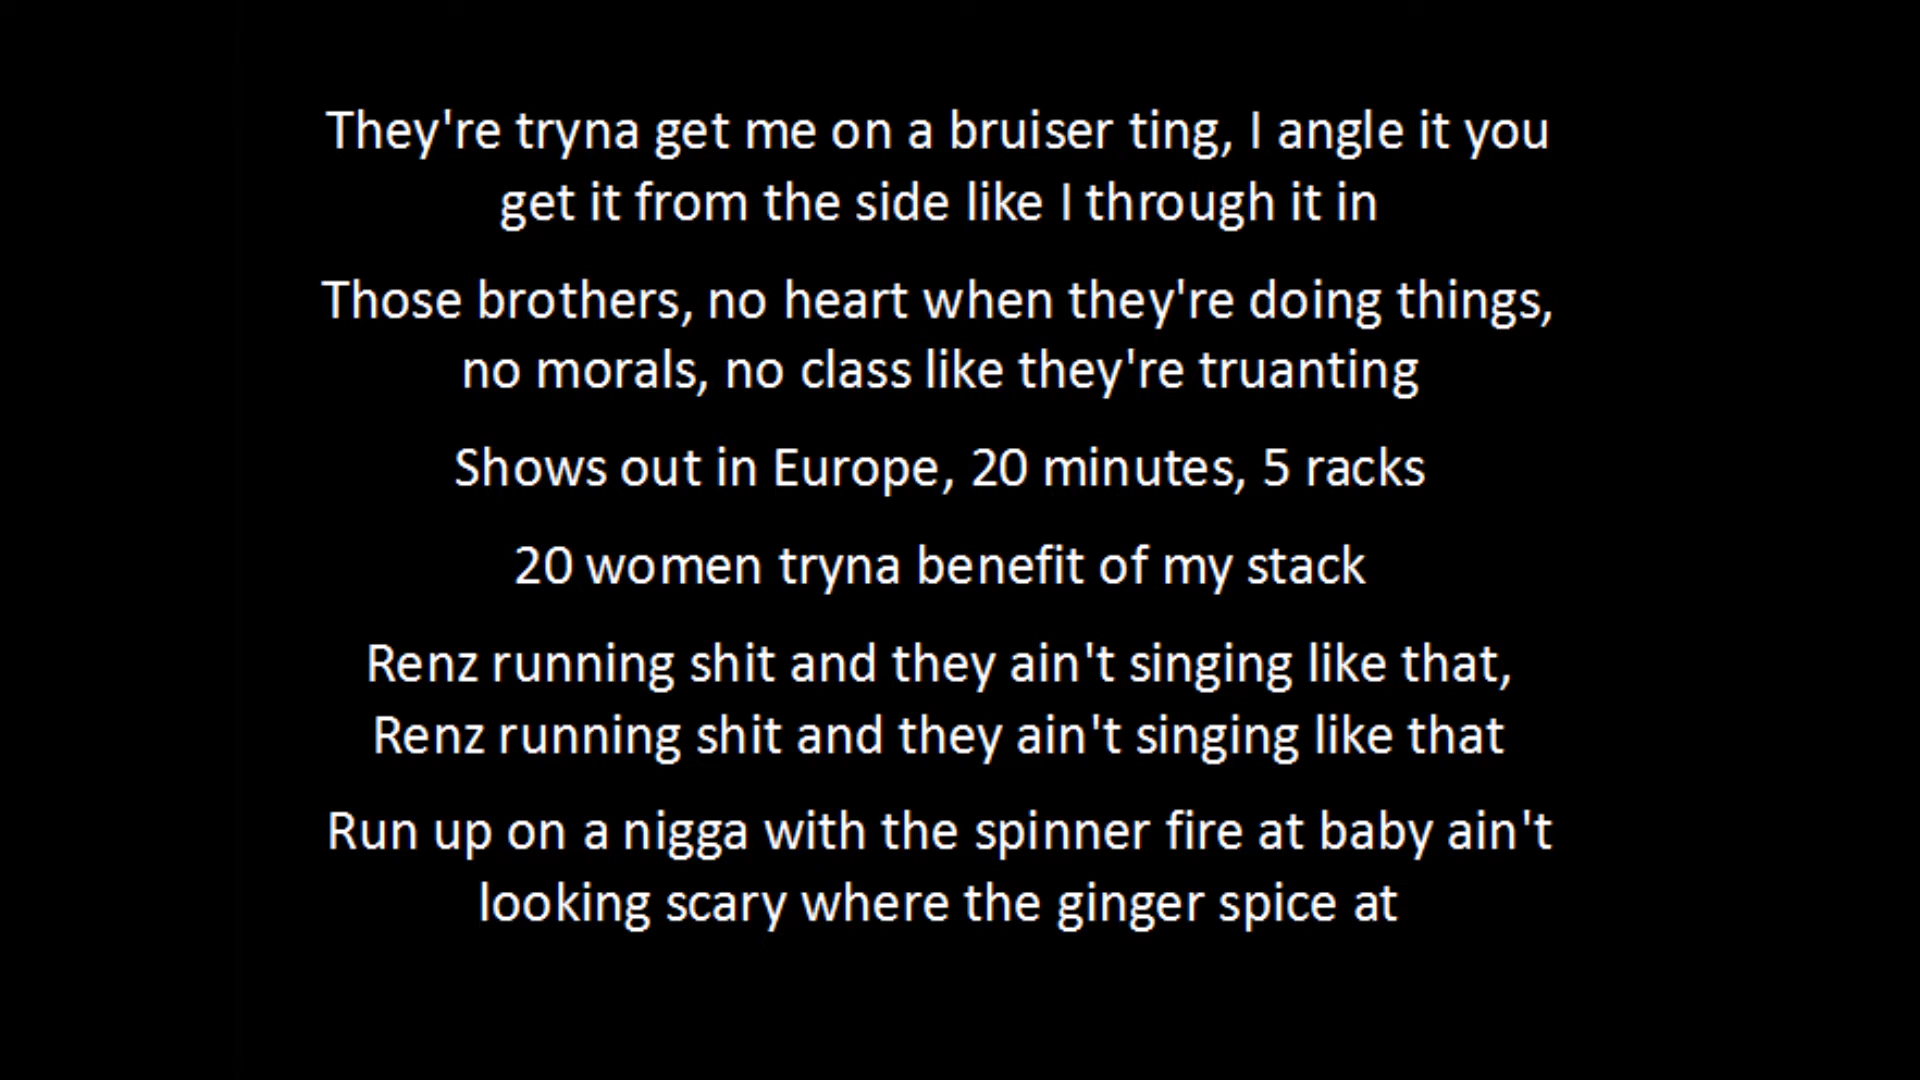 They're tryna get me on a bruiser ting, I angle it you
get it from the side like I through it in
Those brothers, no heart when they're doing things,
no morals, no class like they're truanting
Shows out in Europe, 20 minutes, 5 racks
20 women tryna benefit of my stack
Renz running shit and they ain't singing like that,
Renz running shit and they ain't singing like that
Run up on a nigga with the spinner fire at baby ain't
looking scary where the ginger spice at